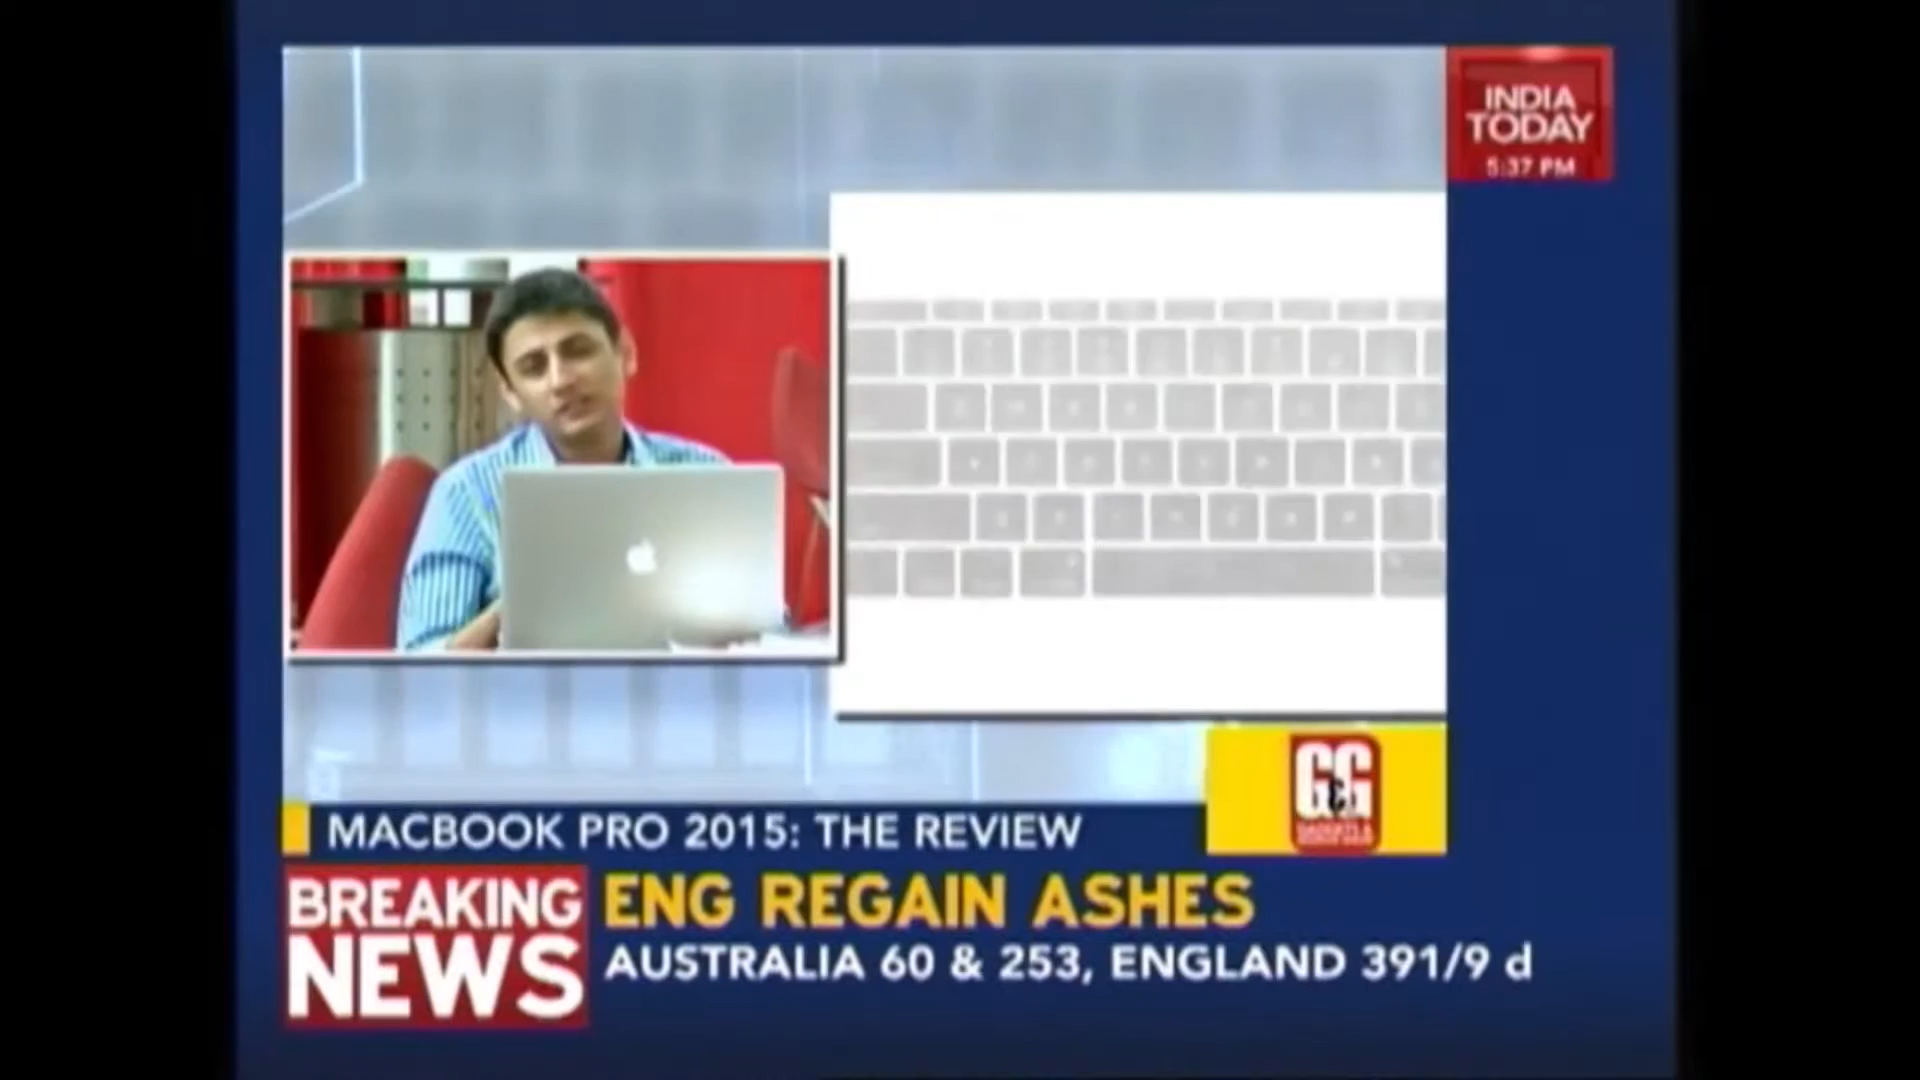 INDIA
TODAY
5:37 PM
G&G
MACBOOK PRO 2015: THE REVIEW
BREAKING
NEWS
ENG REGAIN ASHES
AUSTRALIA 60 & 253, ENGLAND 391/9 d